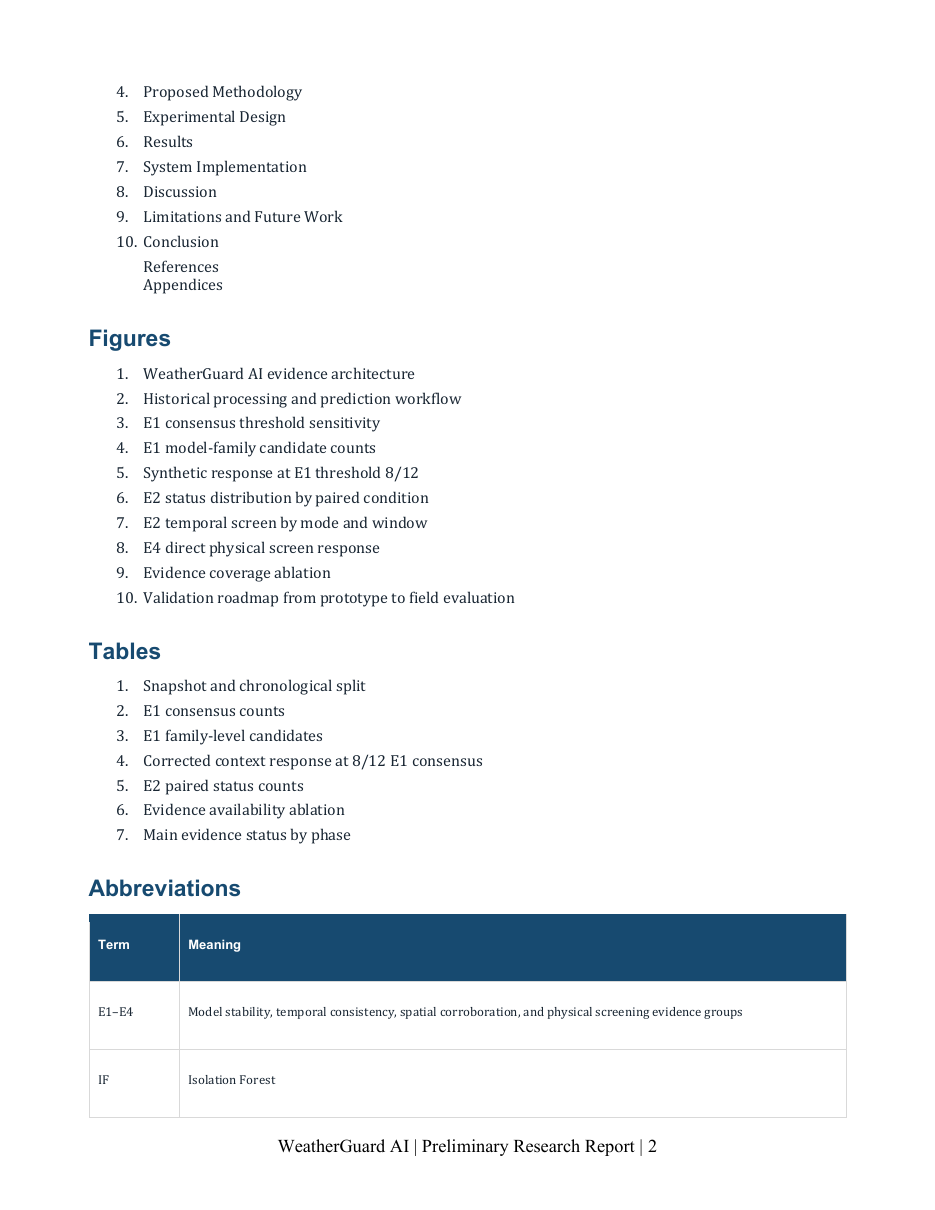 4. Proposed Methodology
5. Experimental Design
6. Results
7. System Implementation
8. Discussion
9. Limitations and Future Work
10. Conclusion
References
Appendices
Figures
1. WeatherGuard AI evidence architecture
2. Historical processing and prediction workflow
3. E1 consensus threshold sensitivity
4. E1 model-family candidate counts
5. Synthetic response at E1 threshold 8/12
6. E2 status distribution by paired condition
7. E2 temporal screen by mode and window
8. E4 direct physical screen response
9. Evidence coverage ablation
10. Validation roadmap from prototype to field evaluation
Tables
1. Snapshot and chronological split
2. E1 consensus counts
3. E1 family-level candidates
4. Corrected context response at 8/12 E1 consensus
5. E2 paired status counts
6. Evidence availability ablation
7. Main evidence status by phase
Abbreviations
Term Meaning
E1–E4 Model stability, temporal consistency, spatial corroboration, and physical screening evidence groups
IF Isolation Forest
WeatherGuard AI | Preliminary Research Report | 2